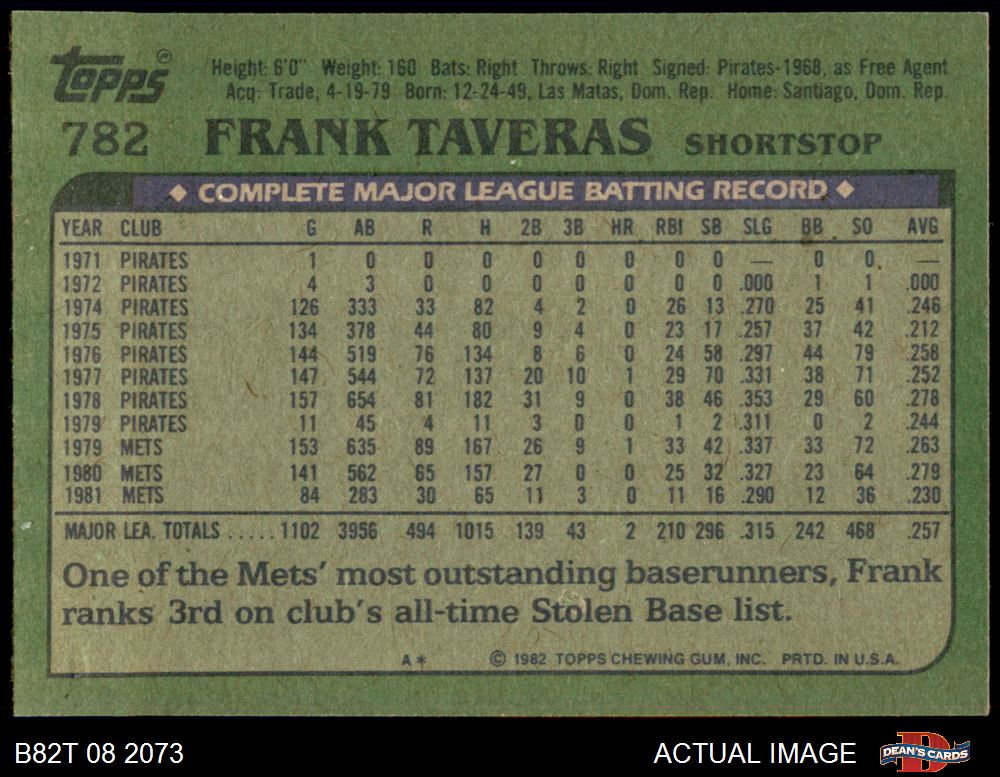 Topps ®
Height: 6'0" Weight: 160 Bats: Right Throws: Right Signed: Pirates-1968, as Free Agent
Acq: Trade, 4-19-79 Born: 12-24-49, Las Matas, Dom. Rep. Home: Santiago, Dom. Rep.
782 FRANK TAVERAS SHORTSTOP
◆ COMPLETE MAJOR LEAGUE BATTING RECORD ◆
YEAR CLUB G AB R H 2B 3B HR RBI SB SLG BB SO AVG
1971 PIRATES 1 0 0 0 0 0 0 0 0 — 0 0 —
1972 PIRATES 4 3 0 0 0 0 0 0 0 .000 1 1 .000
1974 PIRATES 126 333 33 82 4 2 0 26 13 .270 25 41 .246
1975 PIRATES 134 378 44 80 9 4 0 23 17 .257 37 42 .212
1976 PIRATES 144 519 76 134 8 6 0 24 58 .297 44 79 .258
1977 PIRATES 147 544 72 137 20 10 1 29 70 .331 38 71 .252
1978 PIRATES 157 654 81 182 31 9 0 38 46 .353 29 60 .278
1979 PIRATES 11 45 4 11 3 0 0 1 2 .311 0 2 .244
1979 METS 153 635 89 167 26 9 1 33 42 .337 33 72 .263
1980 METS 141 562 65 157 27 0 0 25 32 .327 23 64 .279
1981 METS 84 283 30 65 11 3 0 11 16 .290 12 36 .230
MAJOR LEA. TOTALS ..... 1102 3956 494 1015 139 43 2 210 296 .315 242 468 .257
One of the Mets' most outstanding baserunners, Frank
ranks 3rd on club's all-time Stolen Base list.
A* © 1982 TOPPS CHEWING GUM, INC. PRTD. IN U.S.A.
B82T 08 2073 ACTUAL IMAGE DEAN'S CARDS